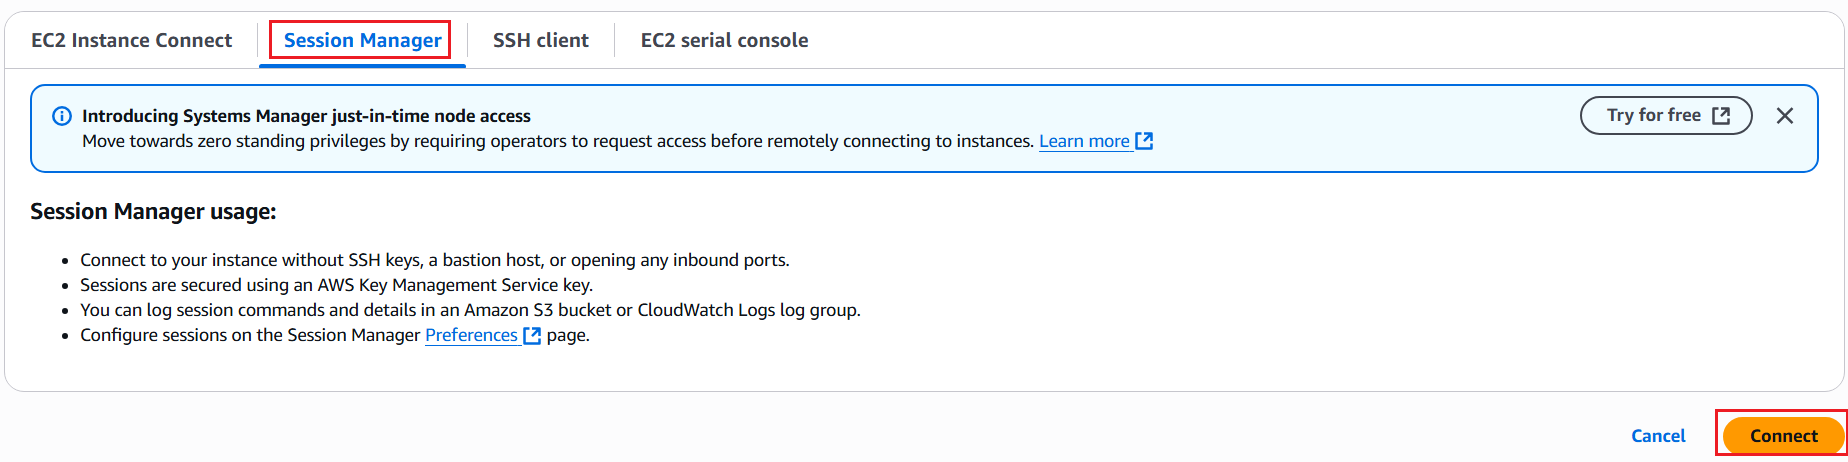 EC2 Instance Connect
Session Manager
SSH client
EC2 serial console
Introducing Systems Manager just-in-time node access
Move towards zero standing privileges by requiring operators to request access before remotely connecting to instances. Learn more
Try for free
Session Manager usage:
Connect to your instance without SSH keys, a bastion host, or opening any inbound ports.
Sessions are secured using an AWS Key Management Service key.
You can log session commands and details in an Amazon S3 bucket or CloudWatch Logs log group.
Configure sessions on the Session Manager Preferences page.
Cancel
Connect